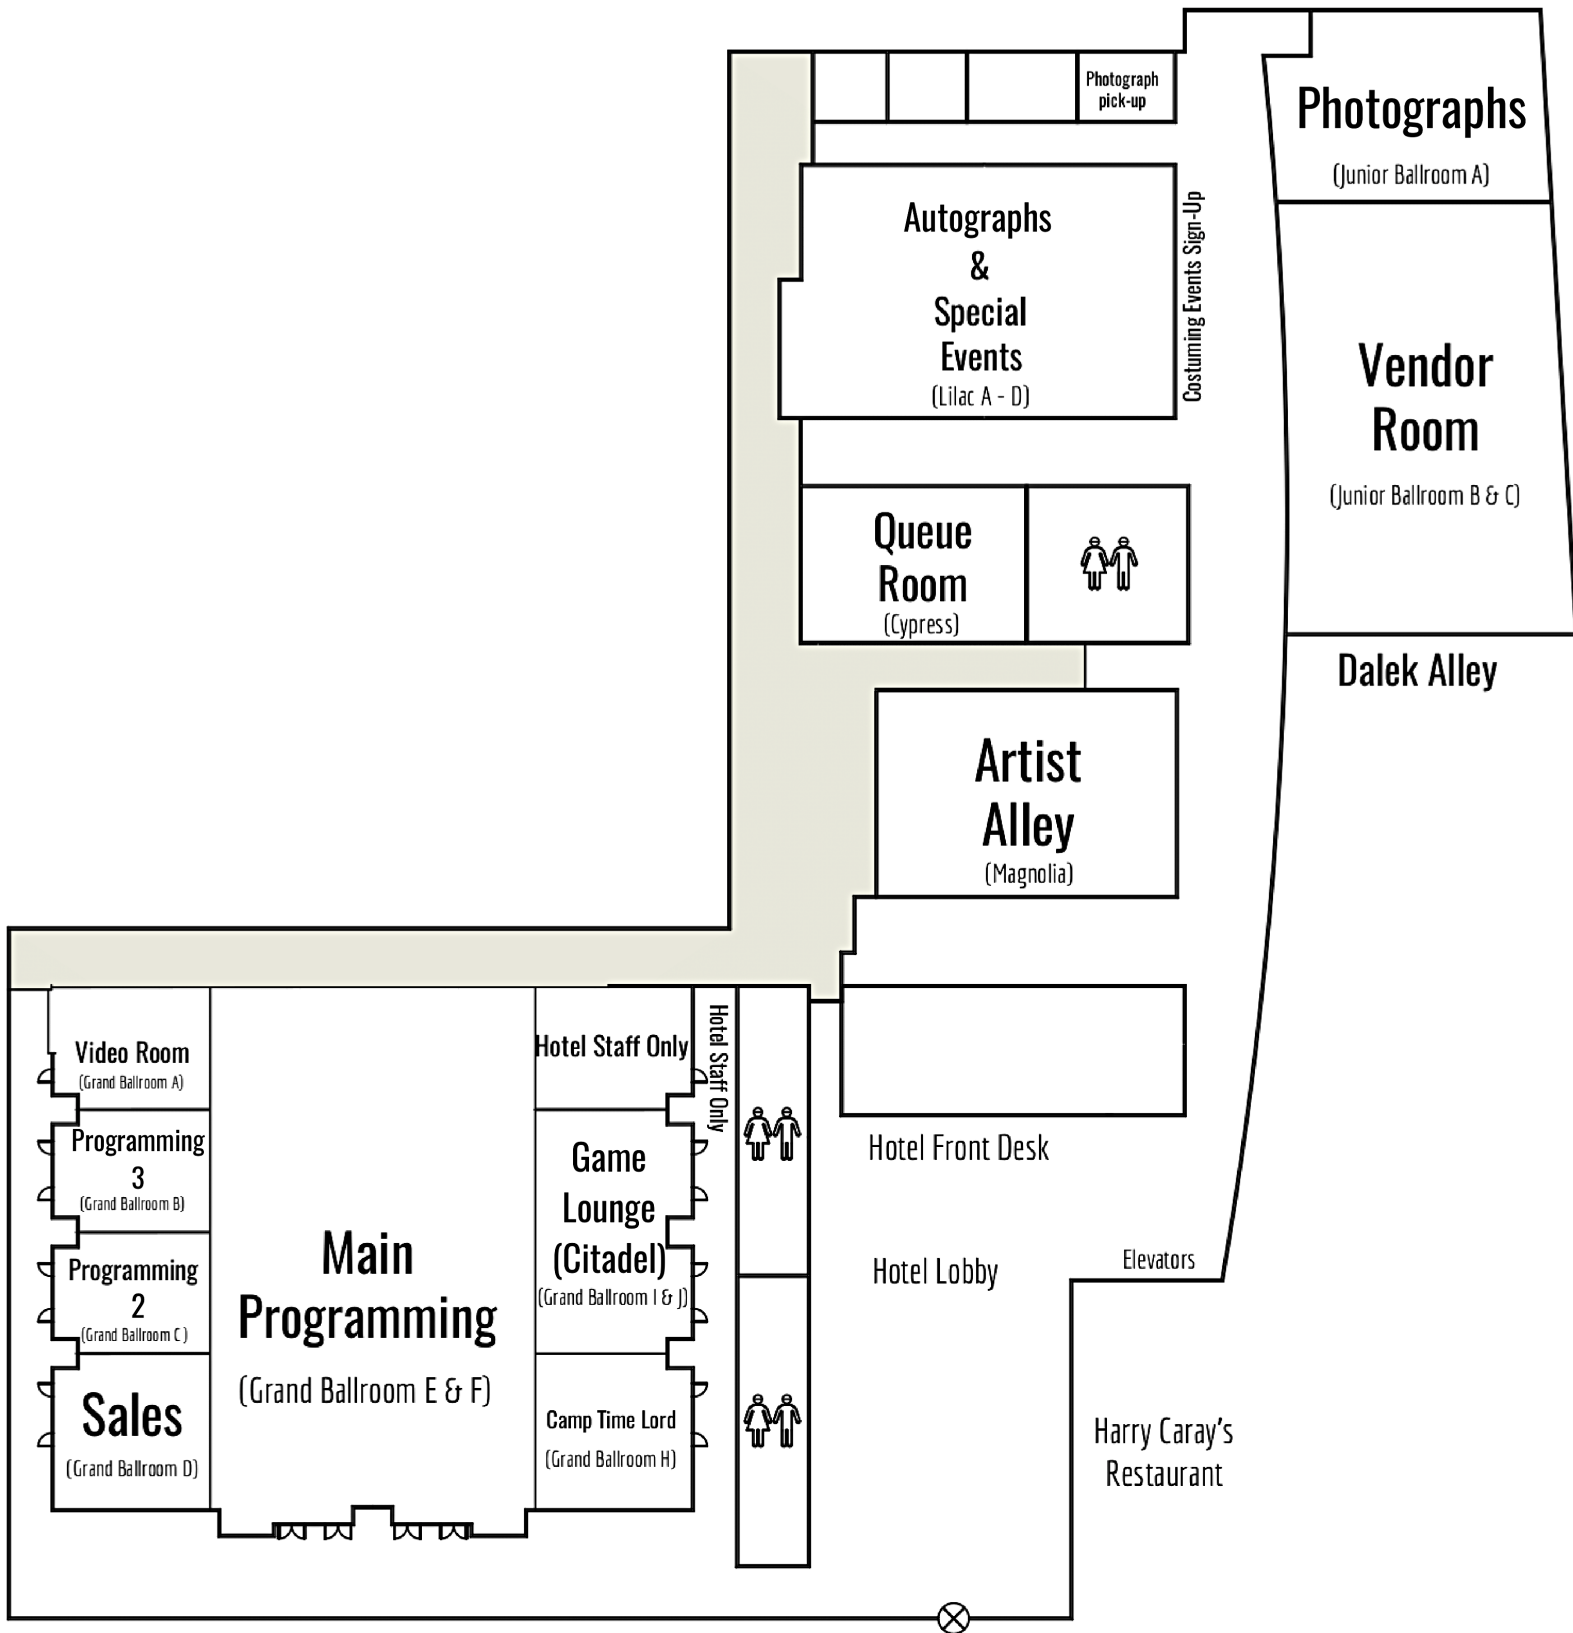 Photograph
pick-up
Photographs
(Junior Ballroom A)
Autographs
&
Special
Events
(Lilac A - D)
Costuming Events Sign-Up
Vendor
Room
(Junior Ballroom B & C)
Queue
Room
(Cypress)
Dalek Alley
Artist
Alley
(Magnolia)
Video Room
(Grand Ballroom A)
Hotel Staff Only
Hotel Staff Only
Programming
3
(Grand Ballroom B)
Game
Lounge
(Citadel)
(Grand Ballroom I & J)
Hotel Front Desk
Main
Programming
(Grand Ballroom E & F)
Programming
2
(Grand Ballroom C )
Hotel Lobby
Elevators
Sales
(Grand Ballroom D)
Camp Time Lord
(Grand Ballroom H)
Harry Caray's
Restaurant